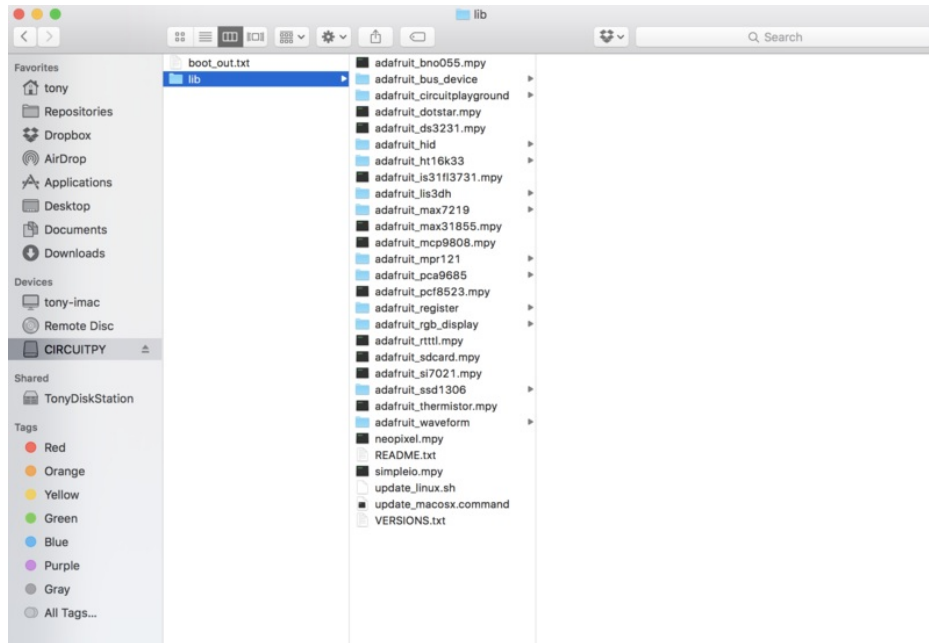 lib
Search
Favorites
tony
Repositories
Dropbox
AirDrop
Applications
Desktop
Documents
Downloads
Devices
tony-imac
Remote Disc
CIRCUITPY
Shared
TonyDiskStation
Tags
Red
Orange
Yellow
Green
Blue
Purple
Gray
All Tags...
boot_out.txt
lib
adafruit_bno055.mpy
adafruit_bus_device
adafruit_circuitplayground
adafruit_dotstar.mpy
adafruit_ds3231.mpy
adafruit_hid
adafruit_ht16k33
adafruit_is31fl3731.mpy
adafruit_lis3dh
adafruit_max7219
adafruit_max31855.mpy
adafruit_mcp9808.mpy
adafruit_mpr121
adafruit_pca9685
adafruit_pcf8523.mpy
adafruit_register
adafruit_rgb_display
adafruit_rtttl.mpy
adafruit_sdcard.mpy
adafruit_si7021.mpy
adafruit_ssd1306
adafruit_thermistor.mpy
adafruit_waveform
neopixel.mpy
README.txt
simpleio.mpy
update_linux.sh
update_macosx.command
VERSIONS.txt